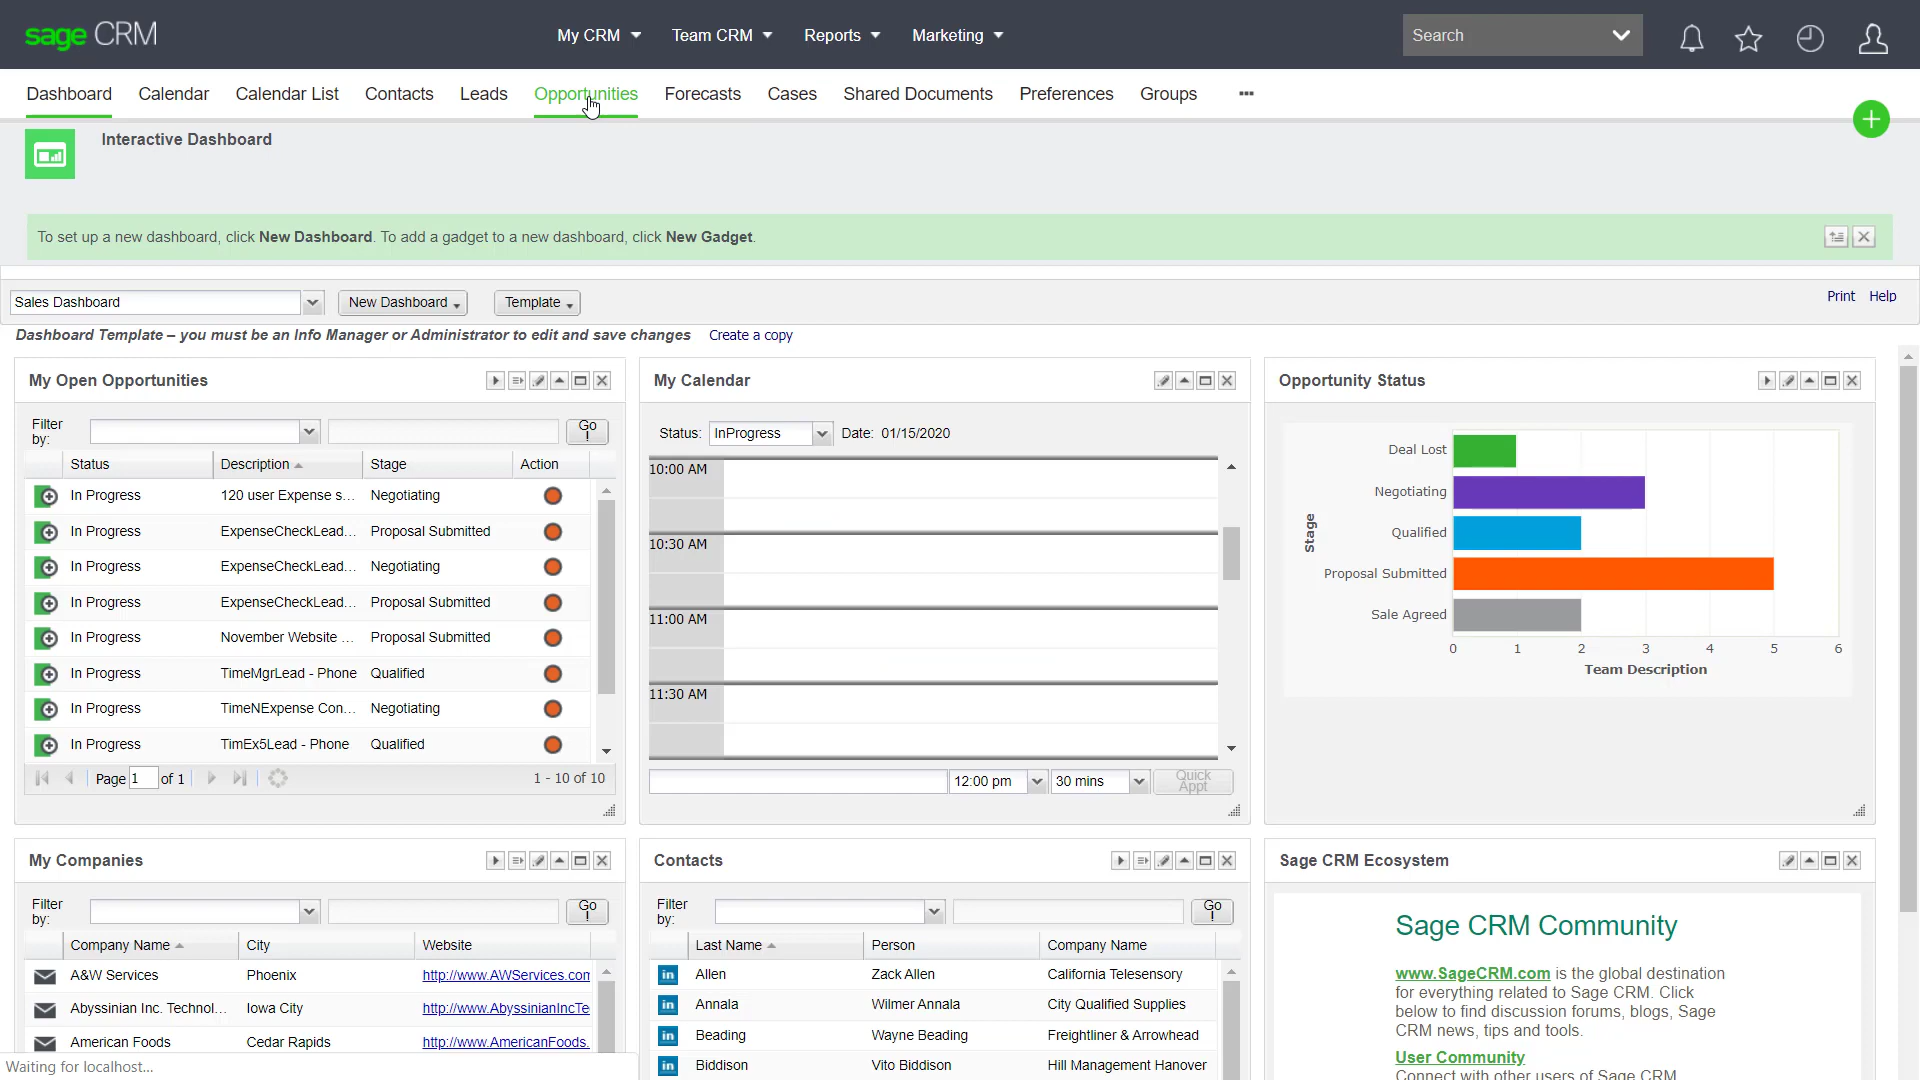 sage CRM
My CRM
Team CRM
Reports
Marketing
Search
Dashboard
Calendar
Calendar List
Contacts
Leads
Opportunities
Forecasts
Cases
Shared Documents
Preferences
Groups
Interactive Dashboard
To set up a new dashboard, click New Dashboard. To add a gadget to a new dashboard, click New Gadget.
Sales Dashboard
New Dashboard
Template
Print
Help
Dashboard Template – you must be an Info Manager or Administrator to edit and save changes
Create a copy
My Open Opportunities
Filter by:
Go !
Status Description Stage Action
In Progress 120 user Expense s... Negotiating
In Progress ExpenseCheckLead... Proposal Submitted
In Progress ExpenseCheckLead... Negotiating
In Progress ExpenseCheckLead... Proposal Submitted
In Progress November Website ... Proposal Submitted
In Progress TimeMgrLead - Phone Qualified
In Progress TimeNExpense Con... Negotiating
In Progress TimEx5Lead - Phone Qualified
Page 1 of 1
1 - 10 of 10
My Calendar
Status: InProgress Date: 01/15/2020
10:00 AM
10:30 AM
11:00 AM
11:30 AM
12:00 pm
30 mins
Quick Appt
Opportunity Status
Stage
Deal Lost
Negotiating
Qualified
Proposal Submitted
Sale Agreed
0 1 2 3 4 5 6
Team Description
My Companies
Filter by:
Go !
Company Name City Website
A&W Services Phoenix http://www.AWServices.com
Abyssinian Inc. Technol... Iowa City http://www.AbyssinianIncTe
American Foods Cedar Rapids http://www.AmericanFoods.
Contacts
Filter by:
Go !
Last Name Person Company Name
in Allen Zack Allen California Telesensory
in Annala Wilmer Annala City Qualified Supplies
in Beading Wayne Beading Freightliner & Arrowhead
in Biddison Vito Biddison Hill Management Hanover
Sage CRM Ecosystem
Sage CRM Community
www.SageCRM.com is the global destination
for everything related to Sage CRM. Click
below to find discussion forums, blogs, Sage
CRM news, tips and tools.
User Community
Connect with other users of Sage CRM
Waiting for localhost...